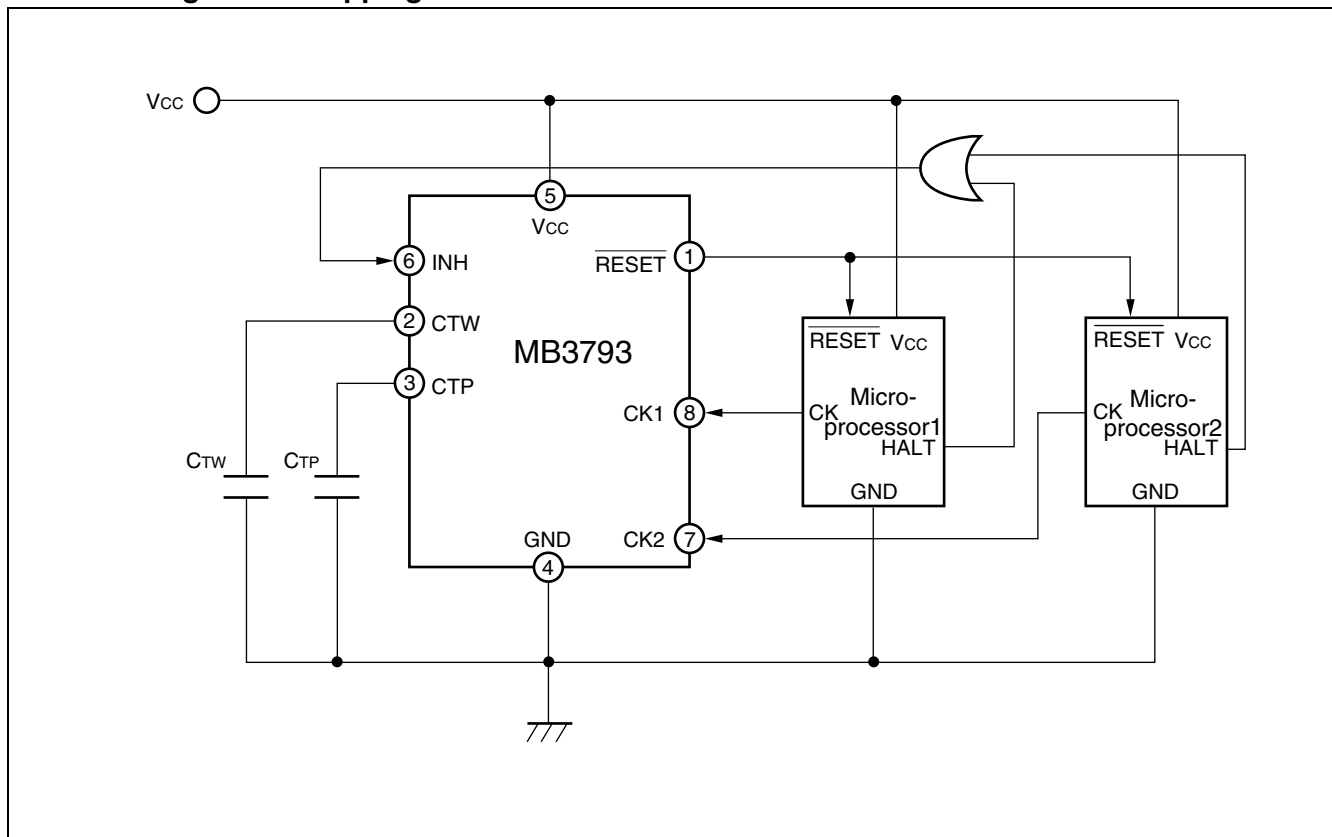 VCC
5
VCC
6 INH
RESET 1
2 CTW
3 CTP
MB3793
CK1 8
CTW
CTP
GND
4
CK2 7
RESET VCC
Micro-
CK
processor1
HALT
GND
RESET VCC
CK Micro-
processor2
HALT
GND